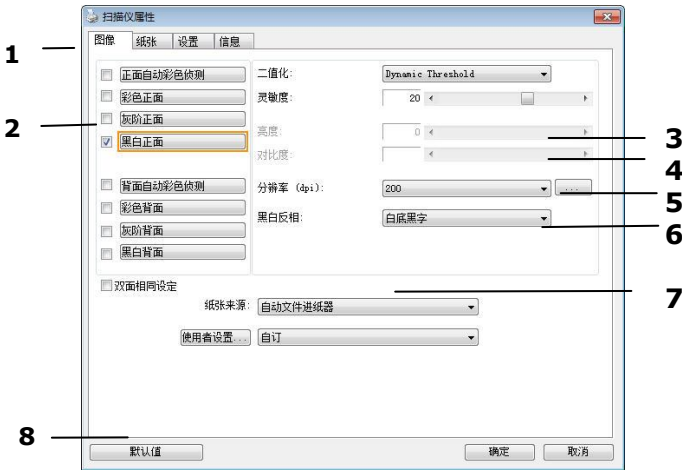 扫描仪属性
图像 纸张 设置 信息
1
正面自动彩色侦测
彩色正面
灰阶正面
黑白正面
2
背面自动彩色侦测
彩色背面
灰阶背面
黑白背面
二值化: Dynamic Threshold
灵敏度: 20
亮度: 0
3
对比度:
4
分辨率 (dpi): 200 ...
5
黑白反相: 白底黑字
6
双面相同设定
7
纸张来源: 自动文件进纸器
使用者设置... 自订
8
默认值 确定 取消